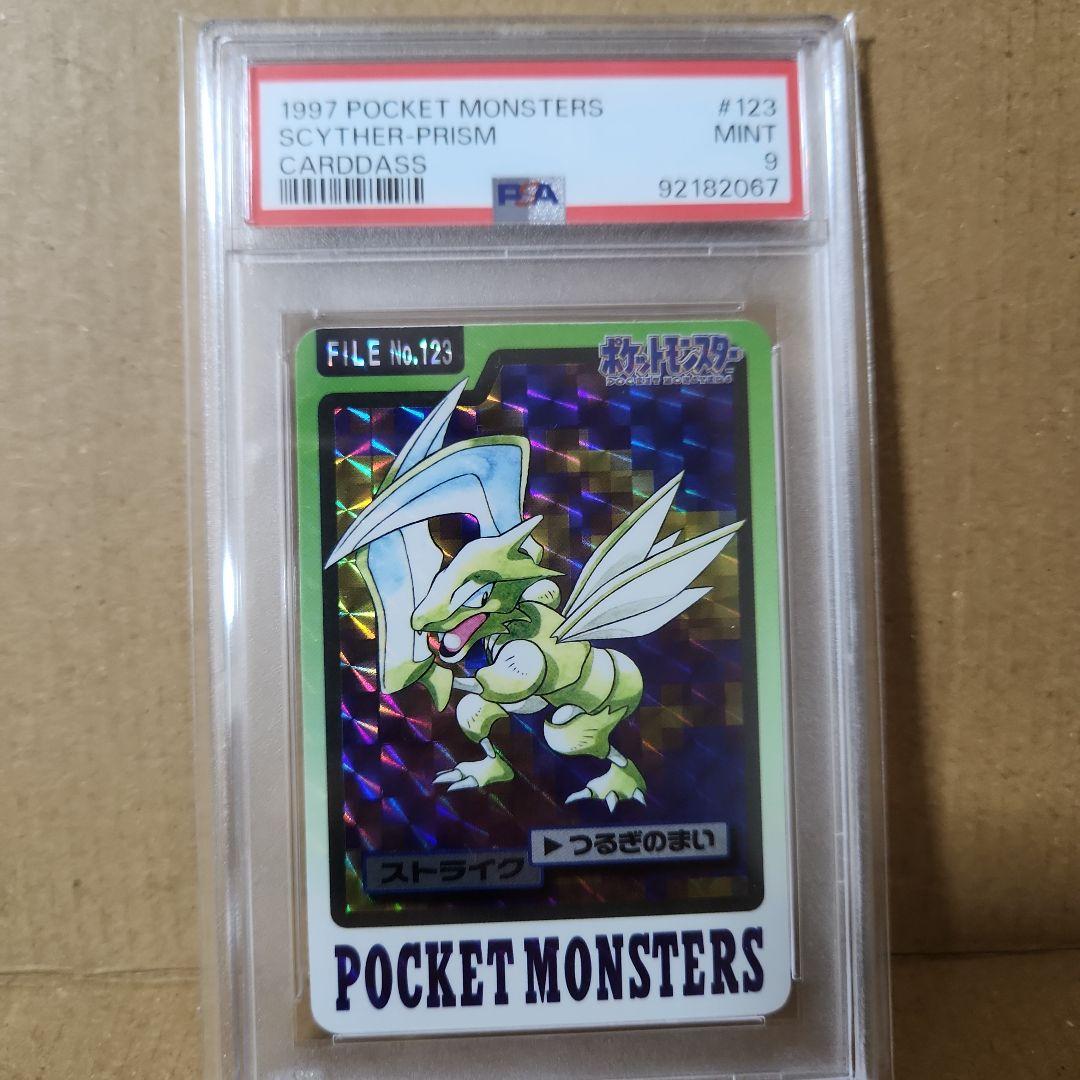 1997 POCKET MONSTERS #123
SCYTHER-PRISM MINT
CARDDASS 9
PSA 92182067
FILE No.123
ポケットモンスター
POCKET MONSTERS
▶つるぎのまい
ストライク
POCKET MONSTERS